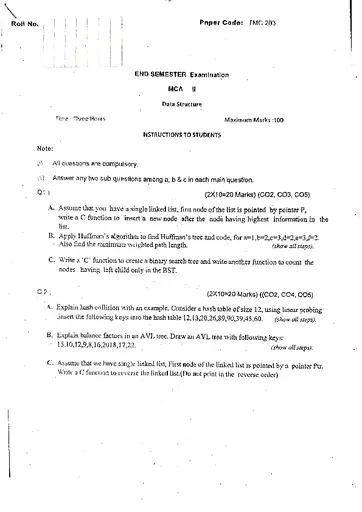 Roll No.
Paper Code: TMC 203
END SEMESTER Examination
MCA II
Data Structure
Time - Three Hours
Maximum Marks :100
INSTRUCTIONS TO STUDENTS
Note:
All questions are compulsory.
Answer any two sub questions among a, b & c in each main question.
Q1 :
(2X10=20 Marks) (CO2, CO3, CO5)
A. Assume that you have a single linked list, first node of the list is pointed by pointer P,
write a C function to insert a new node after the node having highest information in the
list.
B. Apply Huffman's algorithm to find Huffman's tree and code, for a=1,b=2,c=3,d=2,e=3,f=2.
Also find the minimum weighted path length. (show all steps).
C. Write a 'C' function to create a binary search tree and write another function to count the
nodes having left child only in the BST.
Q 2 :
(2X10=20 Marks) ((CO2, CO4, CO5)
A. Explain hash collition with an example. Consider a hash table of size 12, using linear probing
insert the following keys into the hash table 12,13,20,26,89,90,39,45,60. (show all steps).
B. Explain balance factors in an AVL tree. Draw an AVL tree with following keys:
15,10,12,9,8,16,2018,17,22. (show all steps).
C. Assume that we have single linked list, First node of the linked list is pointed by a pointer Ptr.
Write a C function to reverse the linked list.(Do not print in the reverse order)